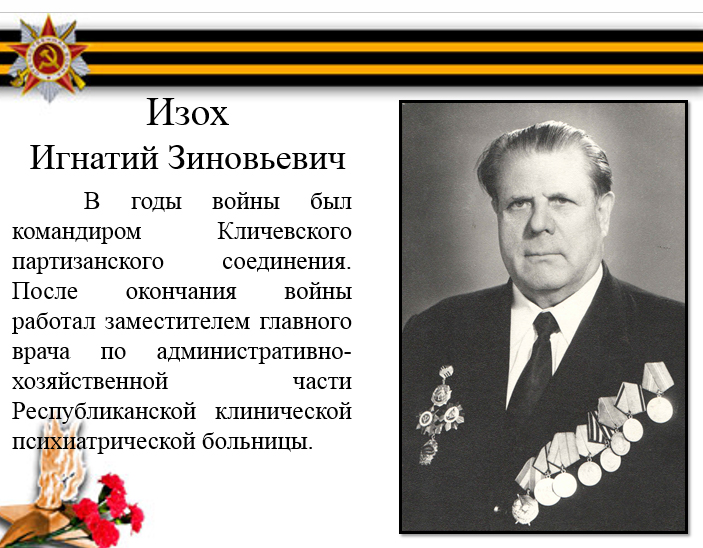 Изох
Игнатий Зиновьевич
В годы войны был
командиром Кличевского
партизанского соединения.
После окончания войны
работал заместителем главного
врача по административно-
хозяйственной части
Республиканской клинической
психиатрической больницы.